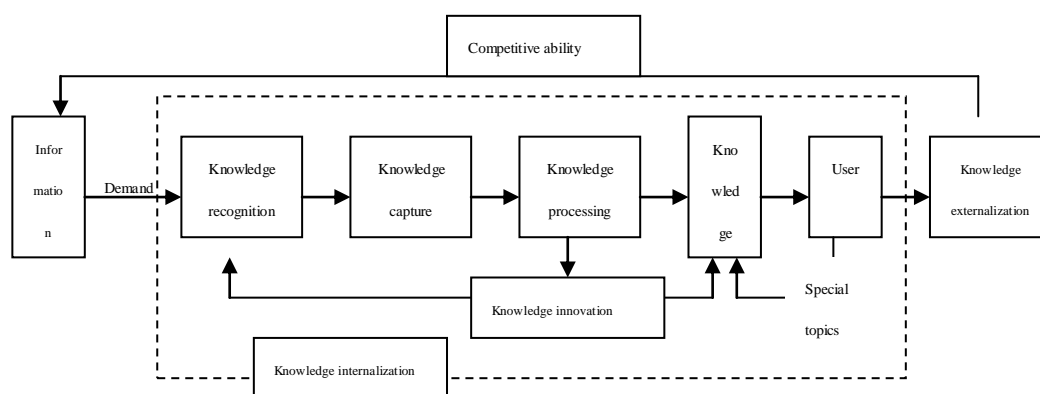 Competitive ability
Infor
matio
n
Demand
Knowledge
recognition
Knowledge
capture
Knowledge
processing
Kno
wled
ge
User
Knowledge
externalization
Knowledge innovation
Special
topics
Knowledge internalization